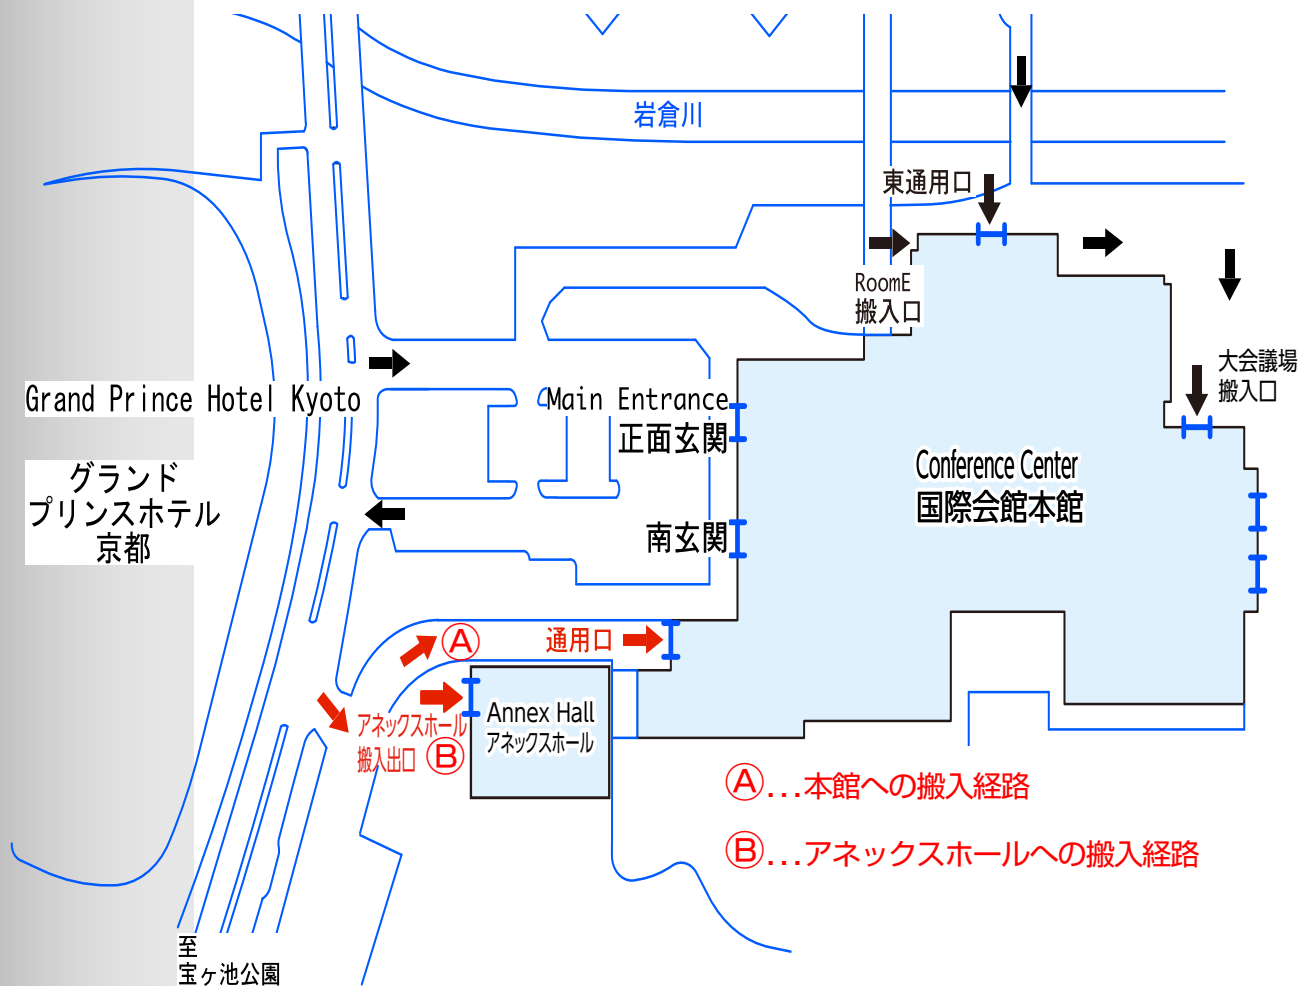 岩倉川
東通用口
RoomE
搬入口
大会議場
搬入口
Grand Prince Hotel Kyoto
グランド
プリンスホテル
京都
Main Entrance
正面玄関
南玄関
Conference Center
国際会館本館
通用口
Ⓐ
アネックスホール
搬入出口
Ⓑ
Annex Hall
アネックスホール
Ⓐ...本館への搬入経路
Ⓑ...アネックスホールへの搬入経路
至
宝ヶ池公園